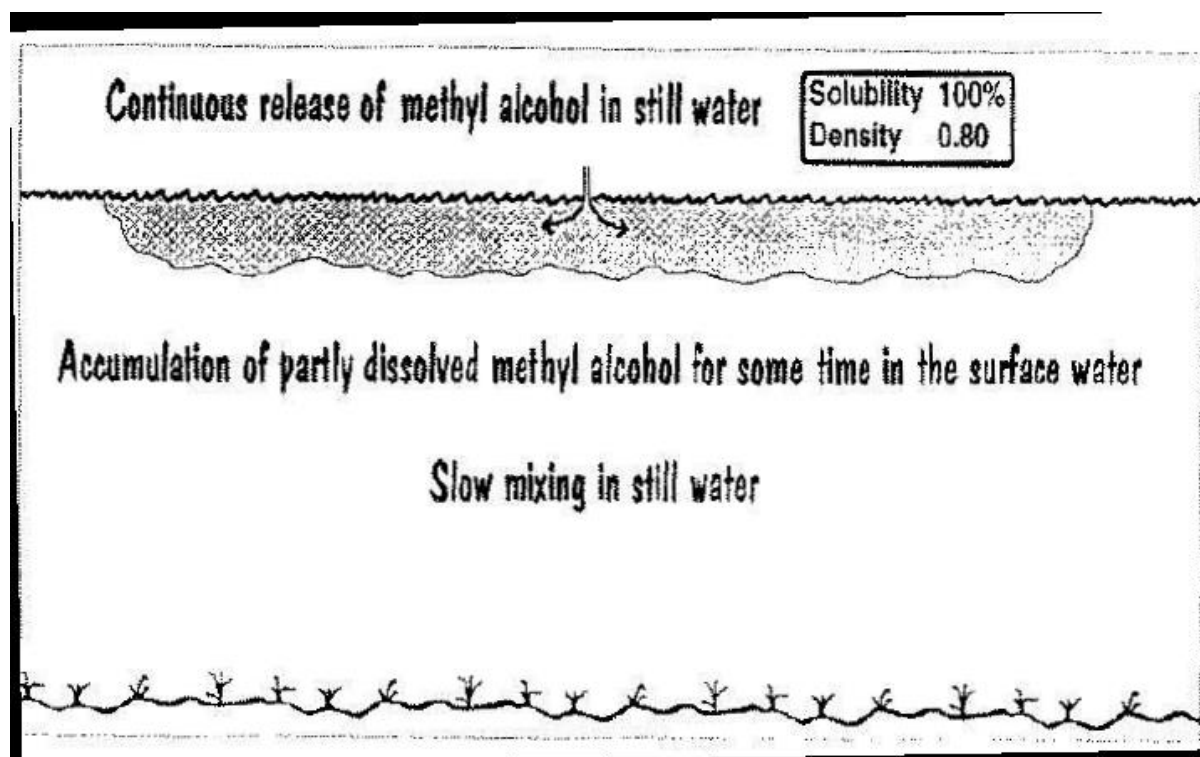 Continuous release of methyl alcohol in still water
Solubility 100%
Density 0.80
Accumulation of partly dissolved methyl alcohol for some time in the surface water
Slow mixing in still water